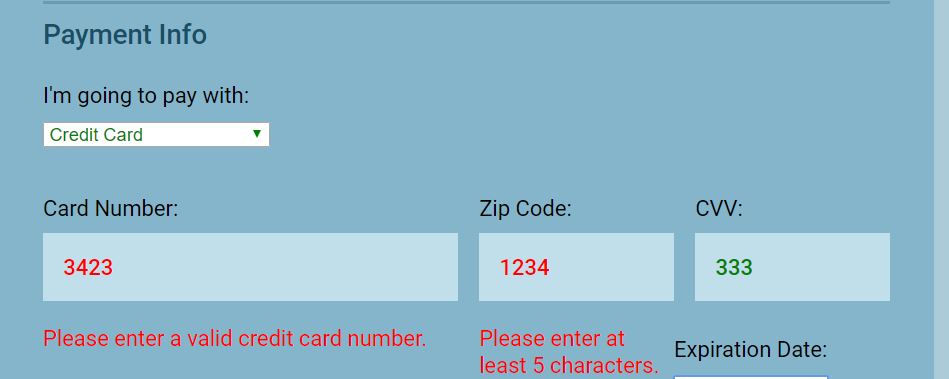 Payment Info
I'm going to pay with:
Credit Card
Card Number:
Zip Code:
CVV:
3423
1234
333
Please enter a valid credit card number.
Please enter at
least 5 characters.
Expiration Date: